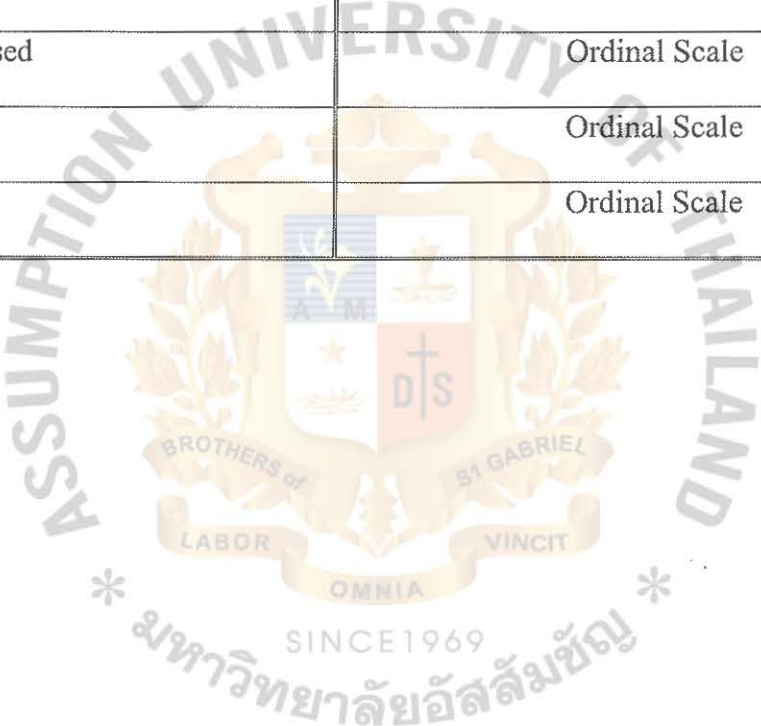 sed Ordinal Scale
Ordinal Scale
Ordinal Scale
ASSUMPTION UNIVERSITY OF THAILAND
A M
D S
BROTHERS of ST GABRIEL
LABOR OMNIA VINCIT
SINCE1969
* มหาวิทยาลัยอัสสัมชัญ *